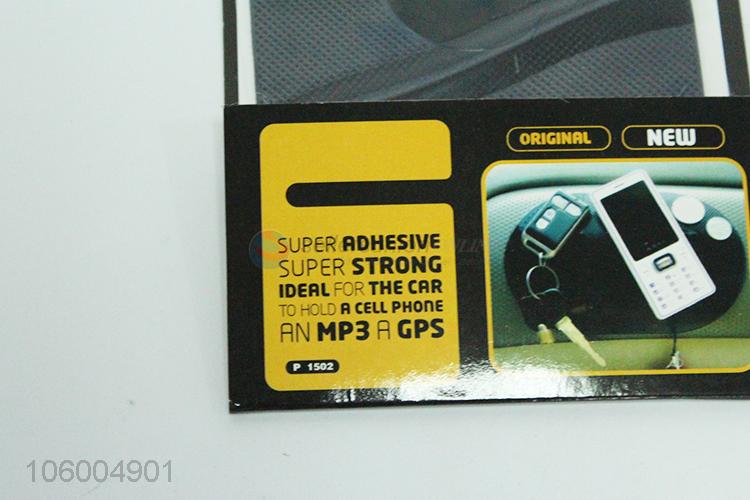 ORIGINAL NEW
SUPER ADHESIVE
SUPER STRONG
IDEAL FOR THE CAR
TO HOLD A CELL PHONE
AN MP3 A GPS
P 1502
106004901